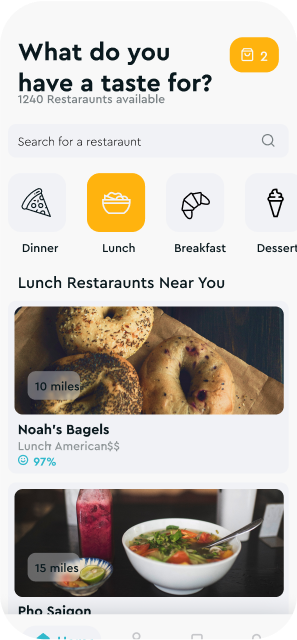 What do you
have a taste for?
2
1240 Restaraunts available
Search for a restaraunt
Dinner
Lunch
Breakfast
Dessert
Lunch Restaraunts Near You
10 miles
Noah's Bagels
Lunch American$$
97%
15 miles
Pho Saigon
Home